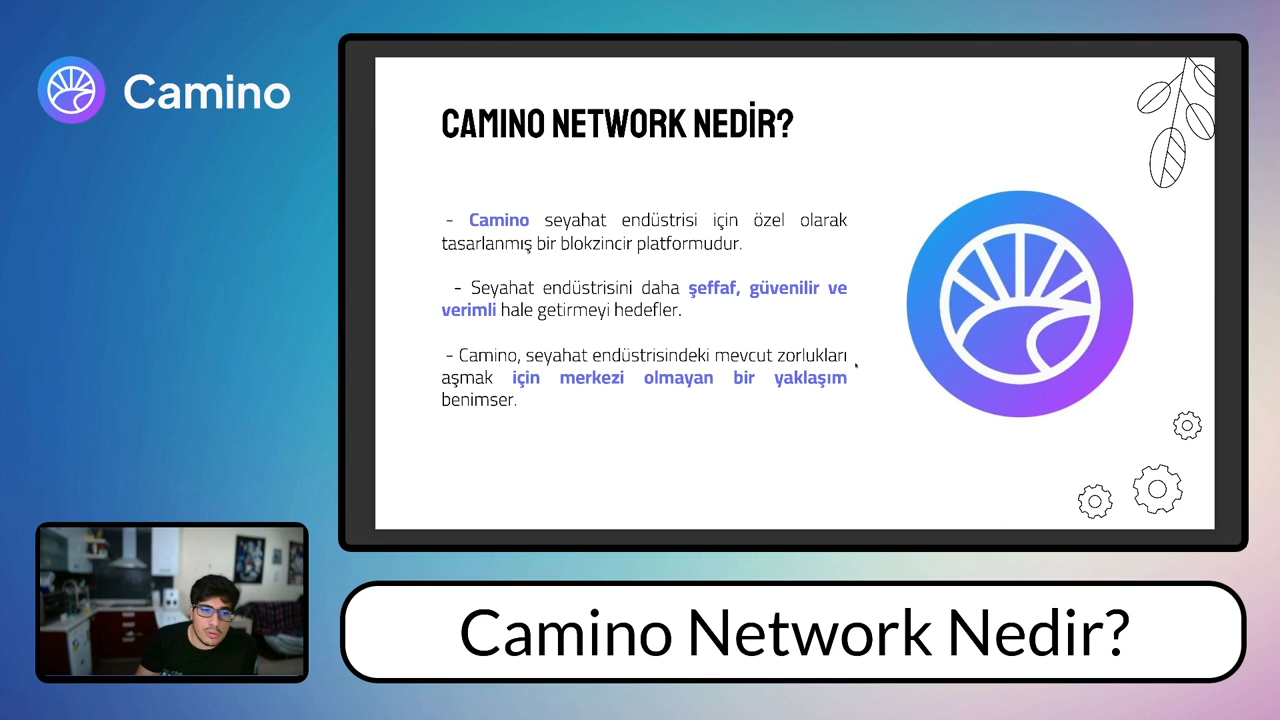 Camino
CAMINO NETWORK NEDİR?
- Camino seyahat endüstrisi için özel olarak
tasarlanmış bir blokzincir platformudur.
- Seyahat endüstrisini daha şeffaf, güvenilir ve
verimli hale getirmeyi hedefler.
- Camino, seyahat endüstrisindeki mevcut zorlukları
aşmak için merkezi olmayan bir yaklaşım
benimser.
Camino Network Nedir?